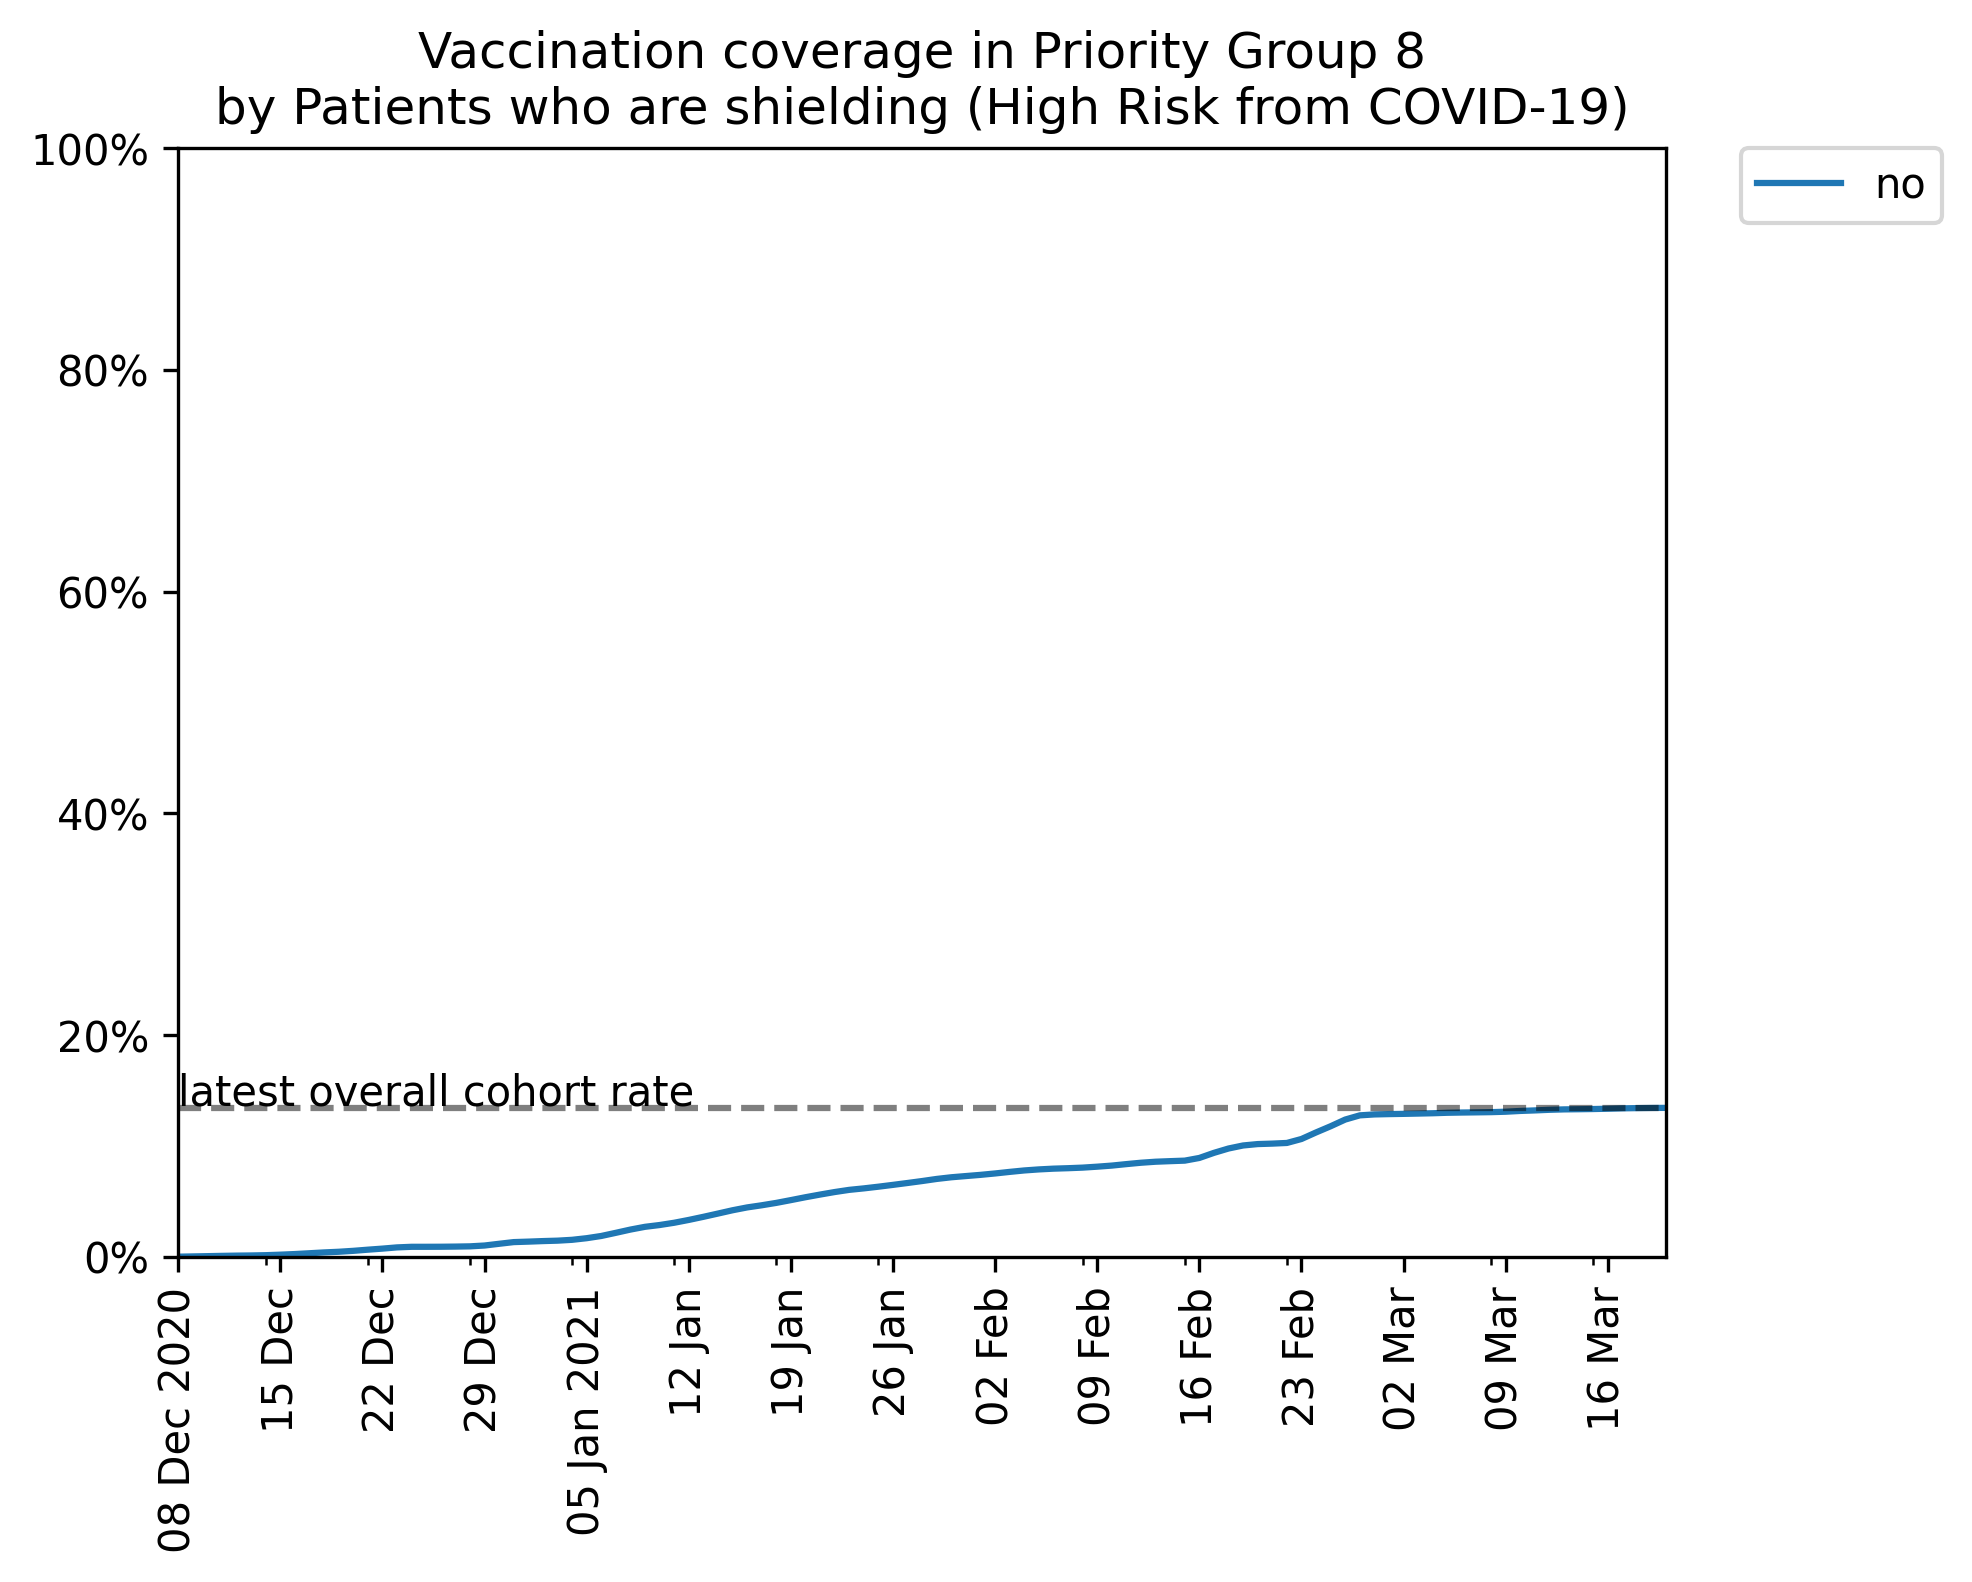 Vaccination coverage in Priority Group 8
by Patients who are shielding (High Risk from COVID-19)
100%
80%
60%
40%
20%
0%
latest overall cohort rate
no
08 Dec 2020
15 Dec
22 Dec
29 Dec
05 Jan 2021
12 Jan
19 Jan
26 Jan
02 Feb
09 Feb
16 Feb
23 Feb
02 Mar
09 Mar
16 Mar